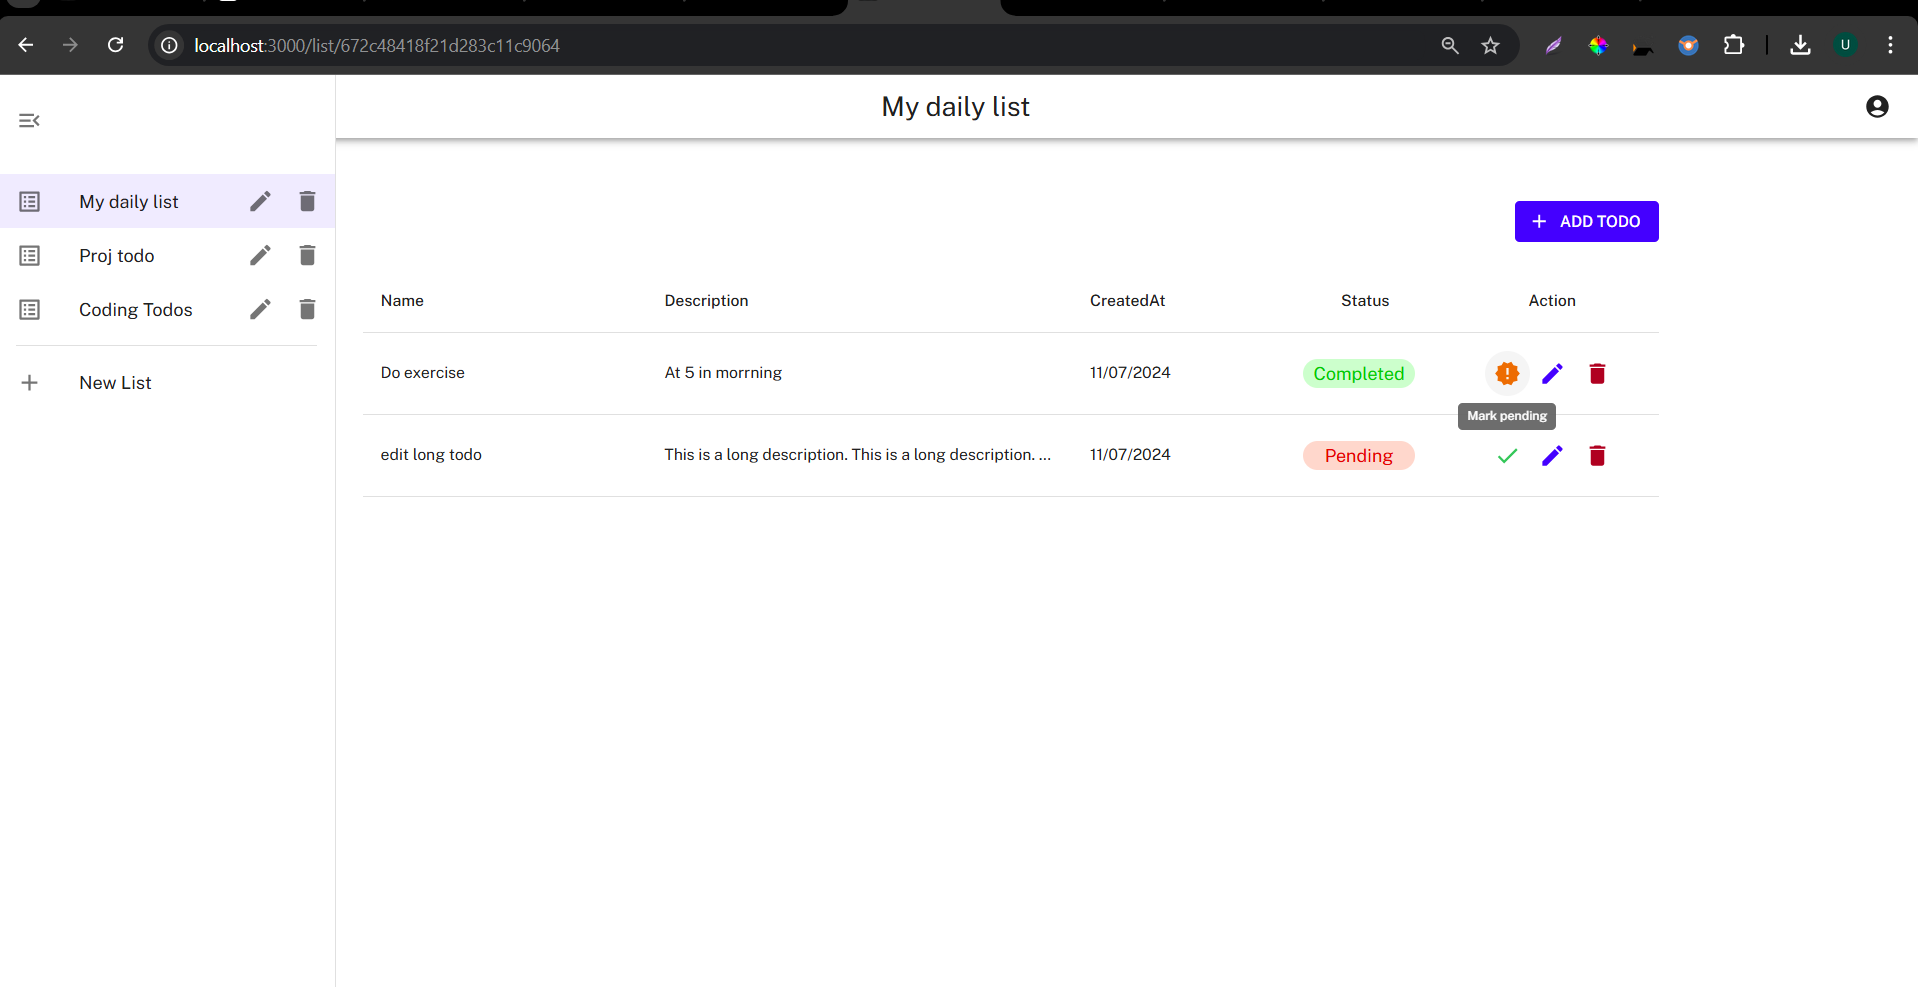 localhost:3000/list/672c48418f21d283c11c9064
U
My daily list
My daily list
Proj todo
Coding Todos
New List
ADD TODO
Name Description CreatedAt Status Action
Do exercise At 5 in morrning 11/07/2024 Completed
Mark pending
edit long todo This is a long description. This is a long description. ... 11/07/2024 Pending